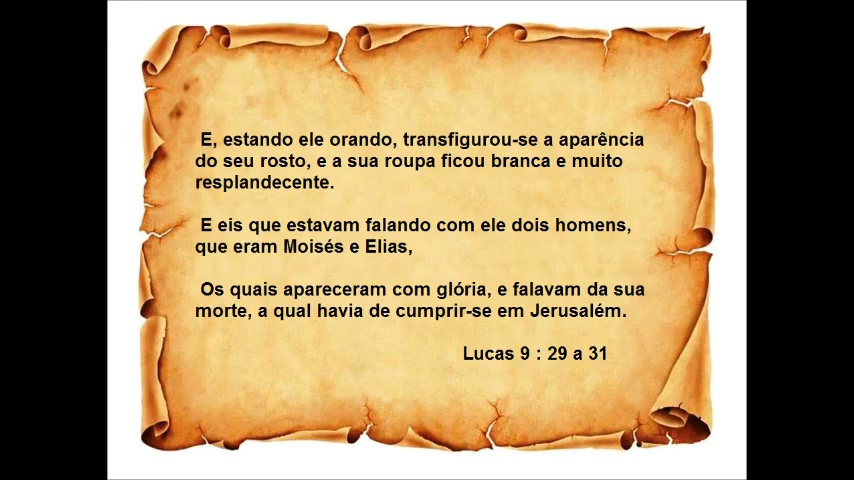 E, estando ele orando, transfigurou-se a aparência
do seu rosto, e a sua roupa ficou branca e muito
resplandecente.
E eis que estavam falando com ele dois homens,
que eram Moisés e Elias,
Os quais apareceram com glória, e falavam da sua
morte, a qual havia de cumprir-se em Jerusalém.
Lucas 9 : 29 a 31